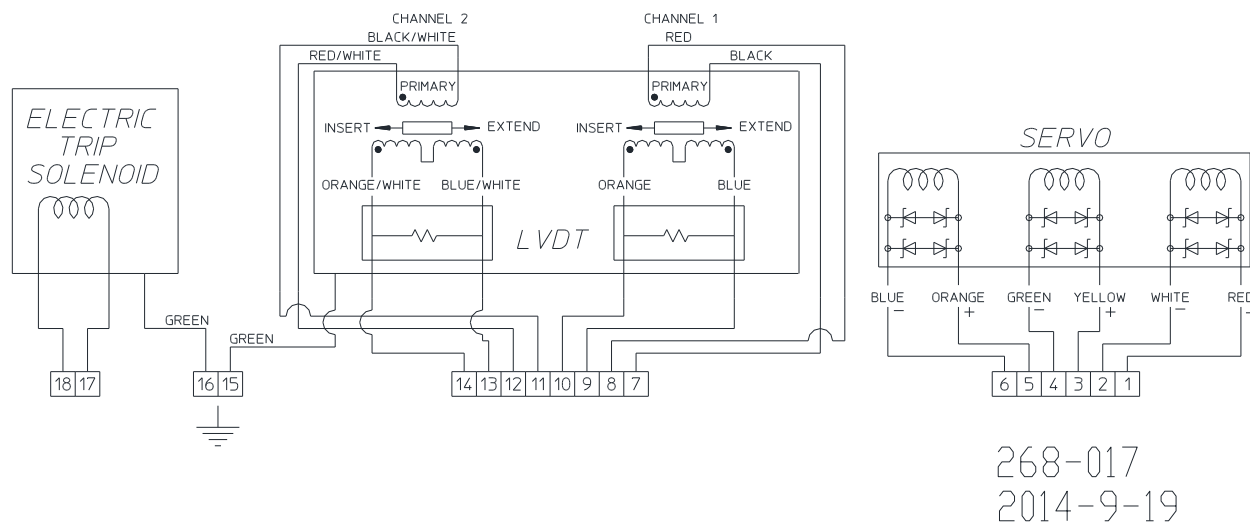 CHANNEL 2
CHANNEL 1
BLACK/WHITE
RED
RED/WHITE
BLACK
PRIMARY
PRIMARY
ELECTRIC
TRIP
SOLENOID
INSERT
EXTEND
INSERT
EXTEND
SERVO
ORANGE/WHITE
BLUE/WHITE
ORANGE
BLUE
LVDT
BLUE
ORANGE
GREEN
YELLOW
WHITE
RED
− + − + −
GREEN
GREEN
18 17
16 15
14 13 12 11 10 9 8 7
6 5 4 3 2 1
268-017
2014-9-19